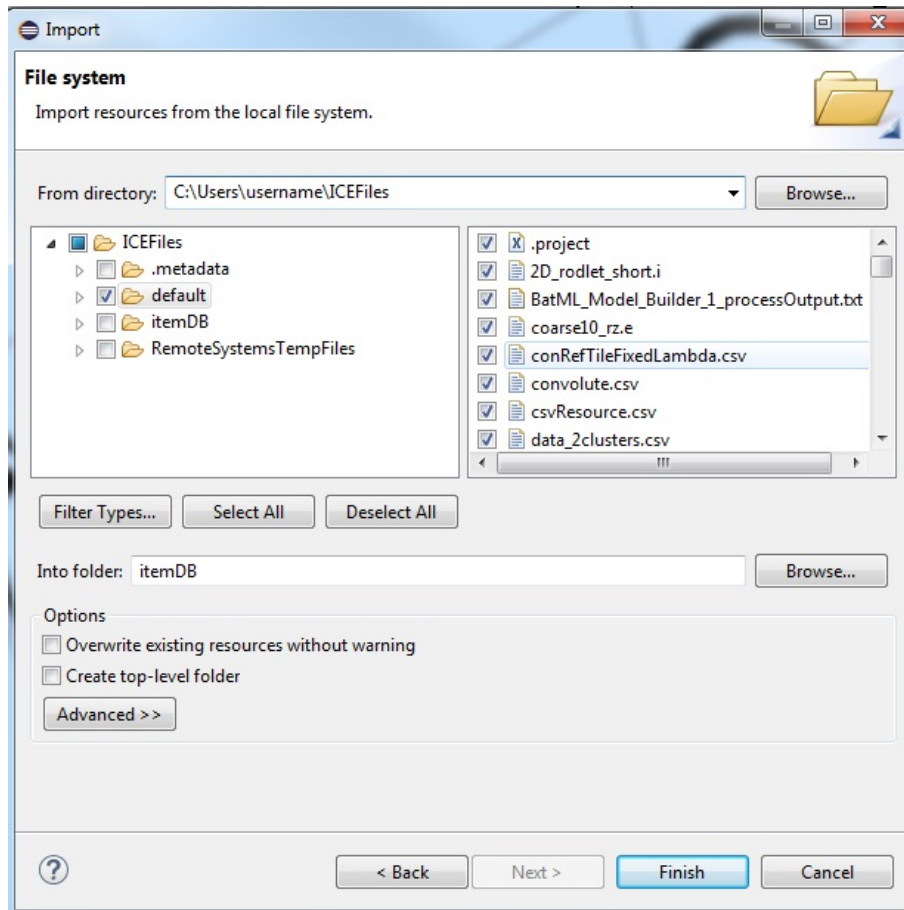 Import
File system
Import resources from the local file system.
From directory: C:\Users\username\ICEFiles Browse...
ICEFiles
.metadata
default
itemDB
RemoteSystemsTempFiles
.project
2D_rodlet_short.i
BatML_Model_Builder_1_processOutput.txt
coarse10_rz.e
conRefTileFixedLambda.csv
convolute.csv
csvResource.csv
data_2clusters.csv
Filter Types... Select All Deselect All
Into folder: itemDB Browse...
Options
Overwrite existing resources without warning
Create top-level folder
Advanced >>
? < Back Next > Finish Cancel